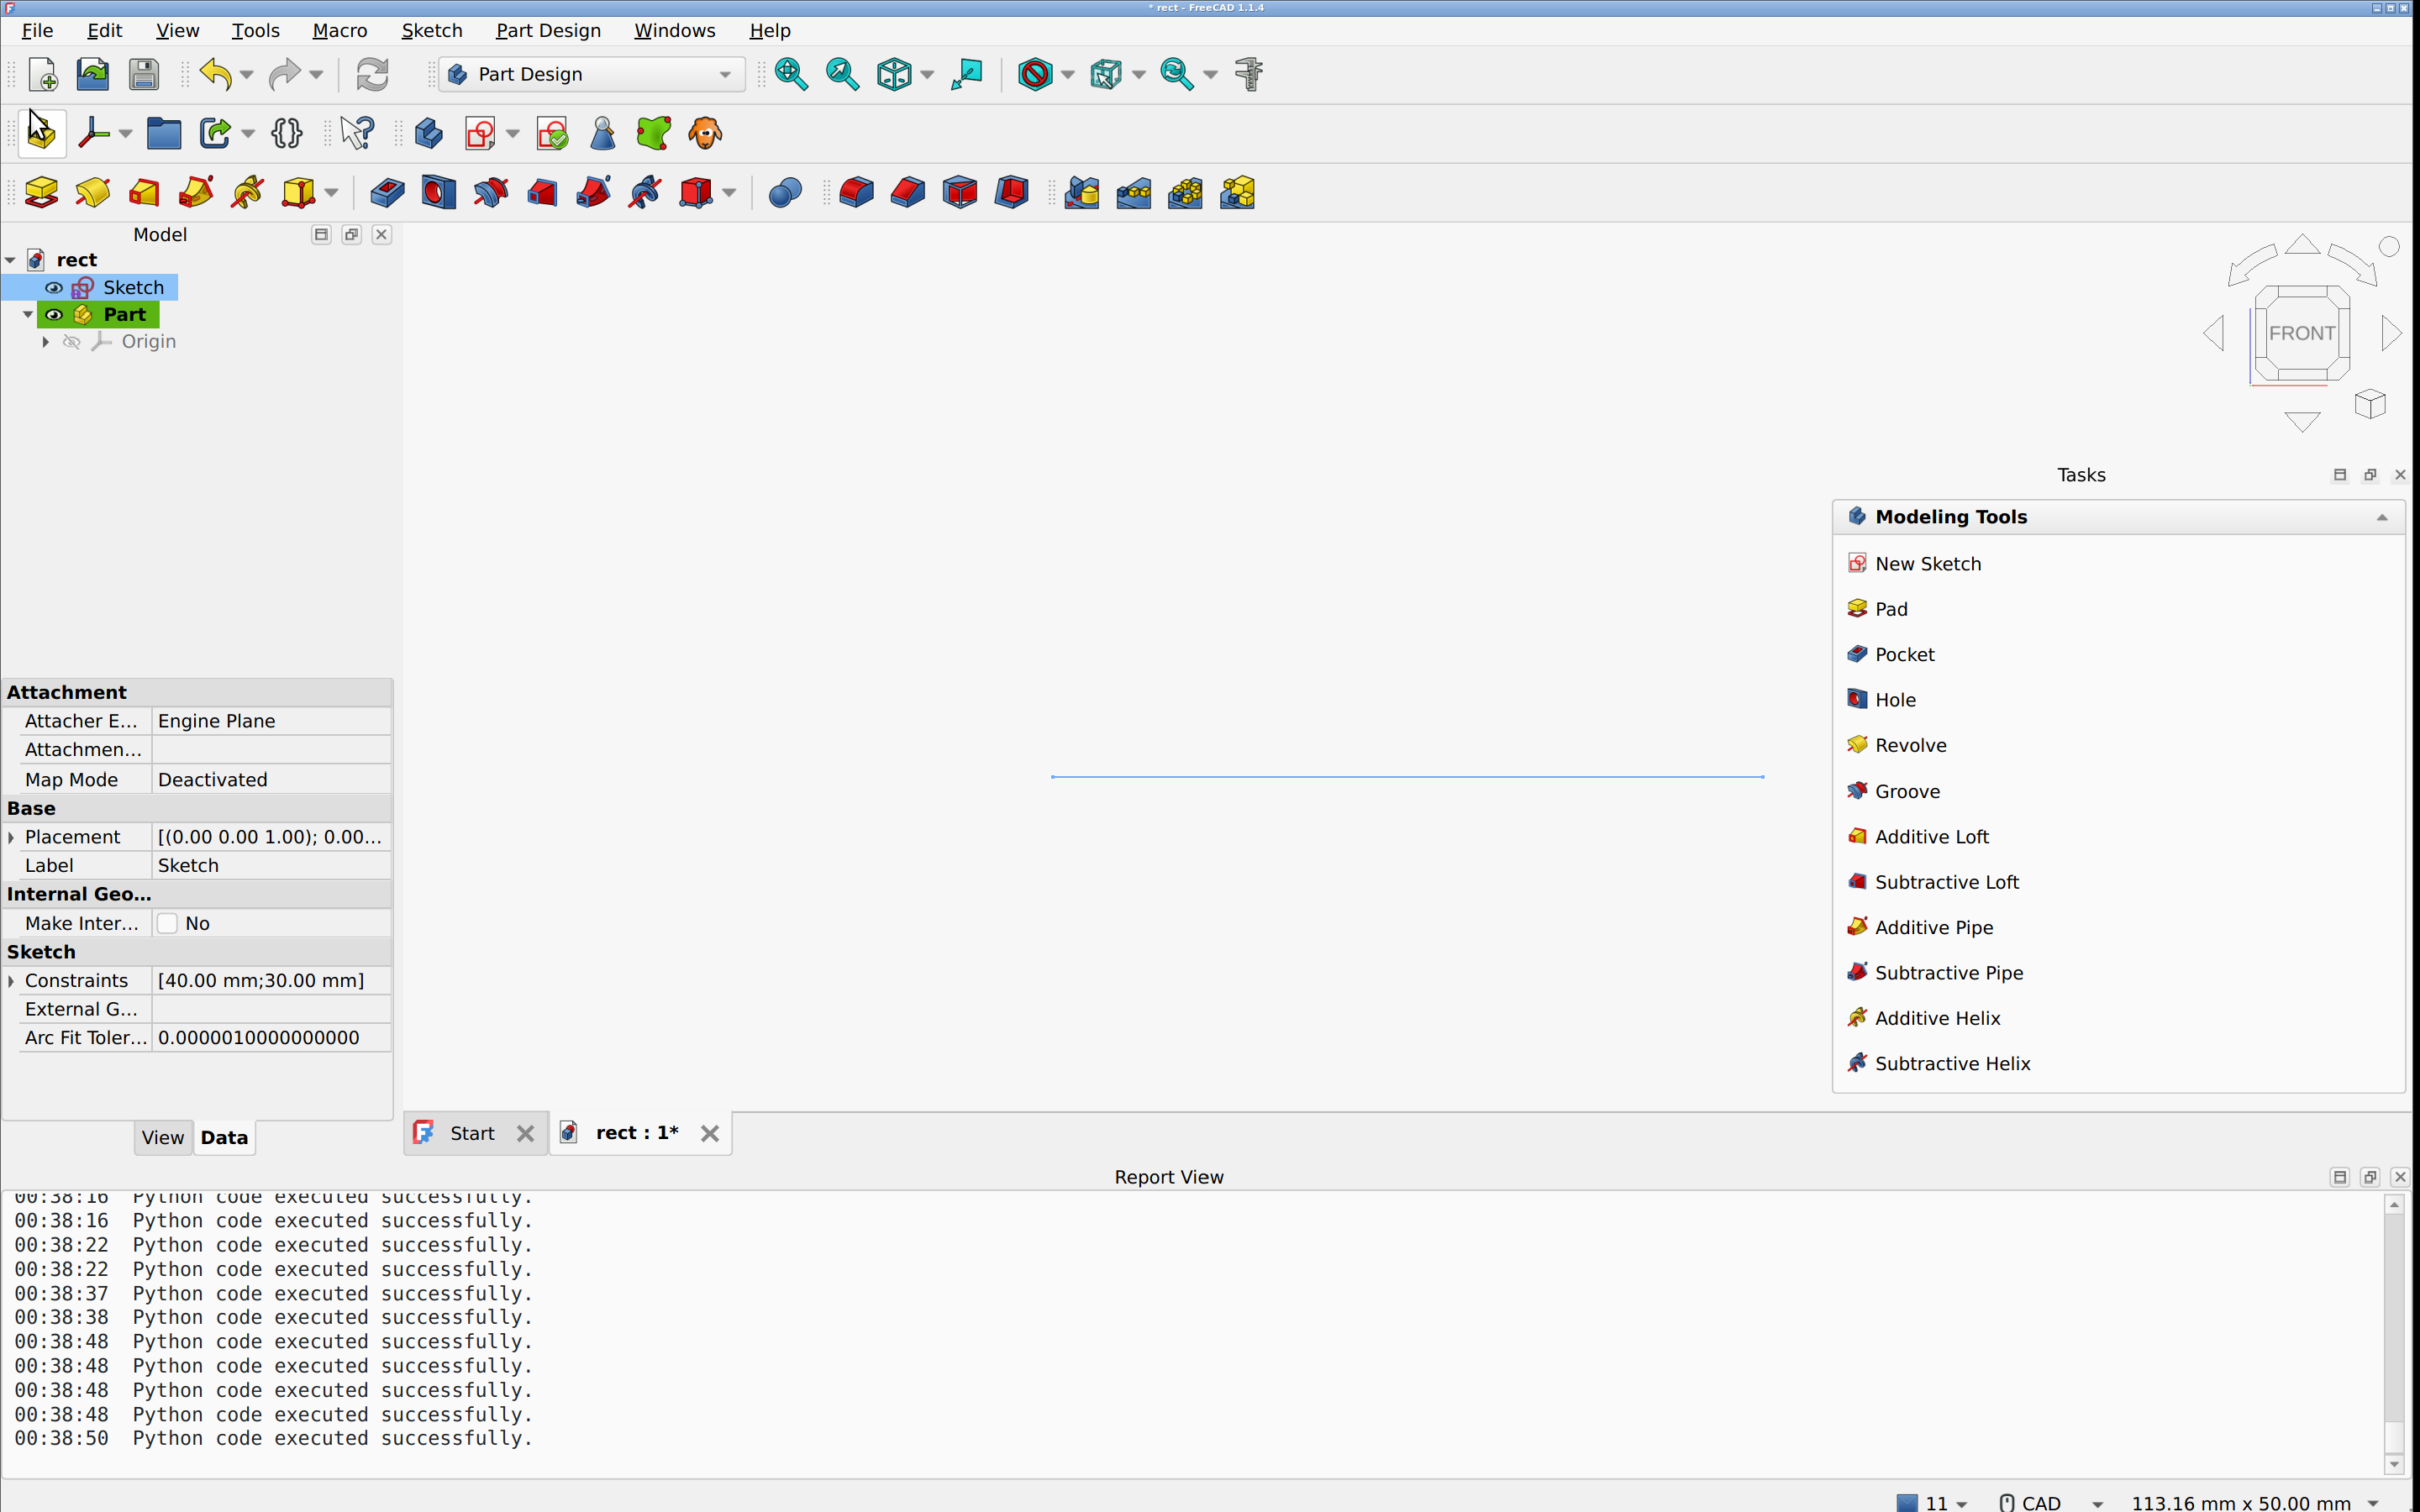 * rect - FreeCAD 1.1.4
File Edit View Tools Macro Sketch Part Design Windows Help
Part Design
Model
rect
Sketch
Part
Origin
FRONT
Tasks
Modeling Tools
New Sketch
Pad
Pocket
Hole
Revolve
Groove
Additive Loft
Subtractive Loft
Additive Pipe
Subtractive Pipe
Additive Helix
Subtractive Helix
Attachment
Attacher E... Engine Plane
Attachmen...
Map Mode Deactivated
Base
Placement [(0.00 0.00 1.00); 0.00...
Label Sketch
Internal Geo...
Make Inter... No
Sketch
Constraints [40.00 mm;30.00 mm]
External G...
Arc Fit Toler... 0.0000010000000000
View Data
Start rect : 1*
Report View
00:38:16 Python code executed successfully.
00:38:16 Python code executed successfully.
00:38:22 Python code executed successfully.
00:38:22 Python code executed successfully.
00:38:37 Python code executed successfully.
00:38:38 Python code executed successfully.
00:38:48 Python code executed successfully.
00:38:48 Python code executed successfully.
00:38:48 Python code executed successfully.
00:38:48 Python code executed successfully.
00:38:50 Python code executed successfully.
11 CAD 113.16 mm x 50.00 mm